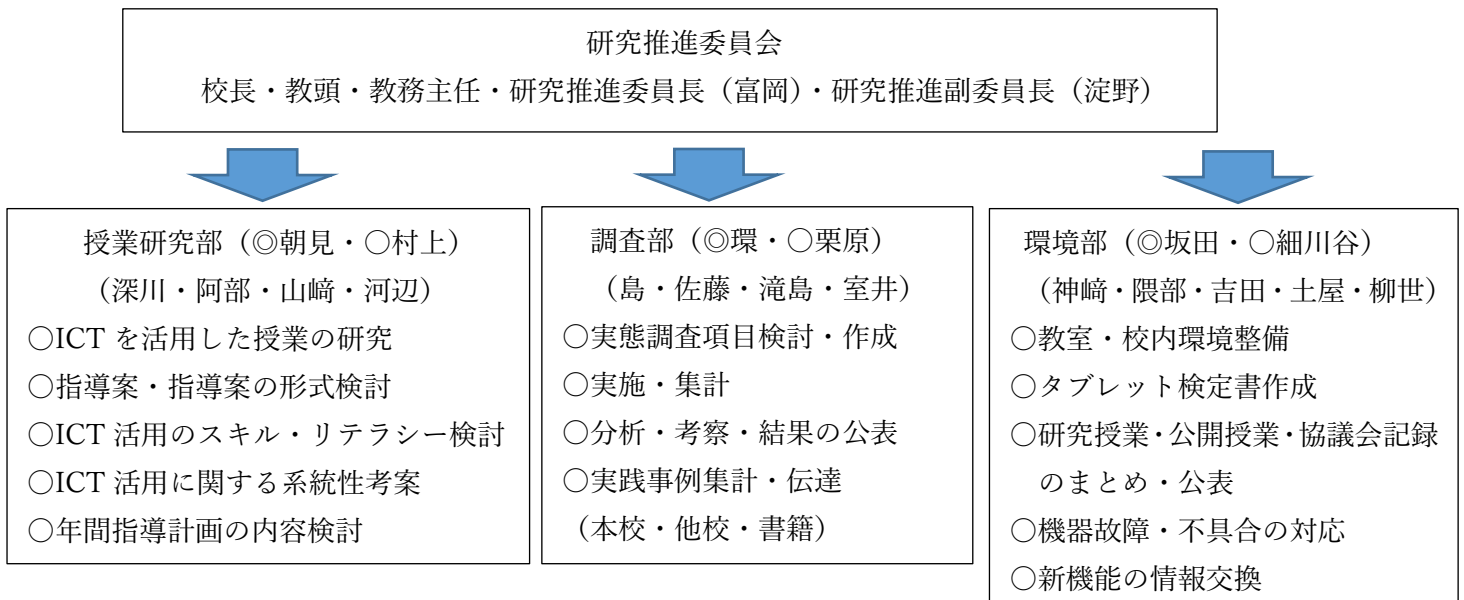 研究推進委員会
校長・教頭・教務主任・研究推進委員長（富岡）・研究推進副委員長（淀野）
授業研究部（◎朝見・○村上）
（深川・阿部・山﨑・河辺）
○ICT を活用した授業の研究
○指導案・指導案の形式検討
○ICT 活用のスキル・リテラシー検討
○ICT 活用に関する系統性考案
○年間指導計画の内容検討
調査部（◎環・○栗原）
（島・佐藤・滝島・室井）
○実態調査項目検討・作成
○実施・集計
○分析・考察・結果の公表
○実践事例集計・伝達
（本校・他校・書籍）
環境部（◎坂田・○細川谷）
（神﨑・隈部・吉田・土屋・柳世）
○教室・校内環境整備
○タブレット検定書作成
○研究授業・公開授業・協議会記録
のまとめ・公表
○機器故障・不具合の対応
○新機能の情報交換